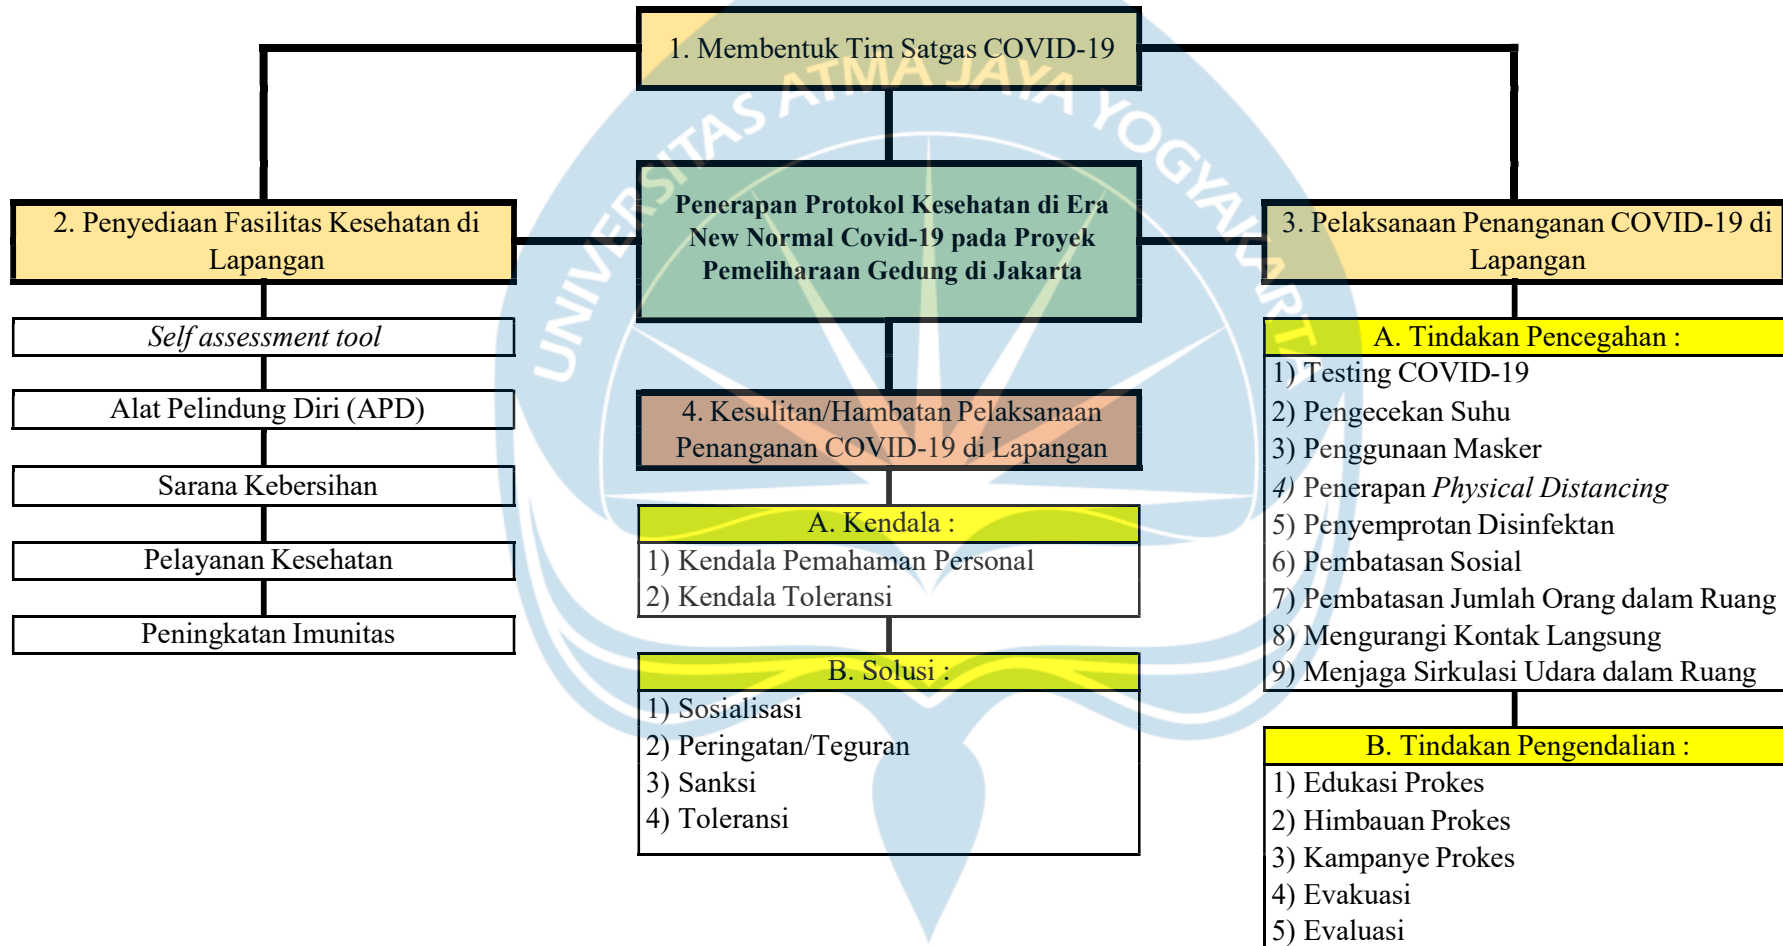 1. Membentuk Tim Satgas COVID-19
UNIVERSITAS ATMA JAYA YOGYAKARTA
Penerapan Protokol Kesehatan di Era
New Normal Covid-19 pada Proyek
Pemeliharaan Gedung di Jakarta
2. Penyediaan Fasilitas Kesehatan di
Lapangan
Self assessment tool
Alat Pelindung Diri (APD)
Sarana Kebersihan
Pelayanan Kesehatan
Peningkatan Imunitas
3. Pelaksanaan Penanganan COVID-19 di
Lapangan
A. Tindakan Pencegahan :
1) Testing COVID-19
2) Pengecekan Suhu
3) Penggunaan Masker
4) Penerapan Physical Distancing
5) Penyemprotan Disinfektan
6) Pembatasan Sosial
7) Pembatasan Jumlah Orang dalam Ruang
8) Mengurangi Kontak Langsung
9) Menjaga Sirkulasi Udara dalam Ruang
B. Tindakan Pengendalian :
1) Edukasi Prokes
2) Himbauan Prokes
3) Kampanye Prokes
4) Evakuasi
5) Evaluasi
4. Kesulitan/Hambatan Pelaksanaan
Penanganan COVID-19 di Lapangan
A. Kendala :
1) Kendala Pemahaman Personal
2) Kendala Toleransi
B. Solusi :
1) Sosialisasi
2) Peringatan/Teguran
3) Sanksi
4) Toleransi